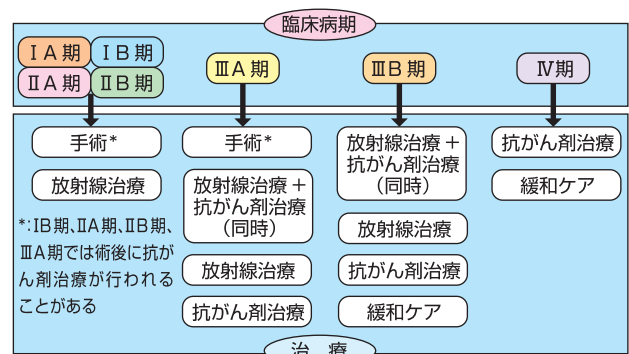 臨床病期
ⅠA期
ⅠB期
ⅡA期
ⅡB期
ⅢA期
ⅢB期
Ⅳ期
手術*
放射線治療
*:ⅠB期、ⅡA期、ⅡB期、
ⅢA期では術後に抗が
ん剤治療が行われる
ことがある
手術*
放射線治療+
抗がん剤治療
(同時)
放射線治療
抗がん剤治療
放射線治療+
抗がん剤治療
(同時)
放射線治療
抗がん剤治療
緩和ケア
抗がん剤治療
緩和ケア
治 療